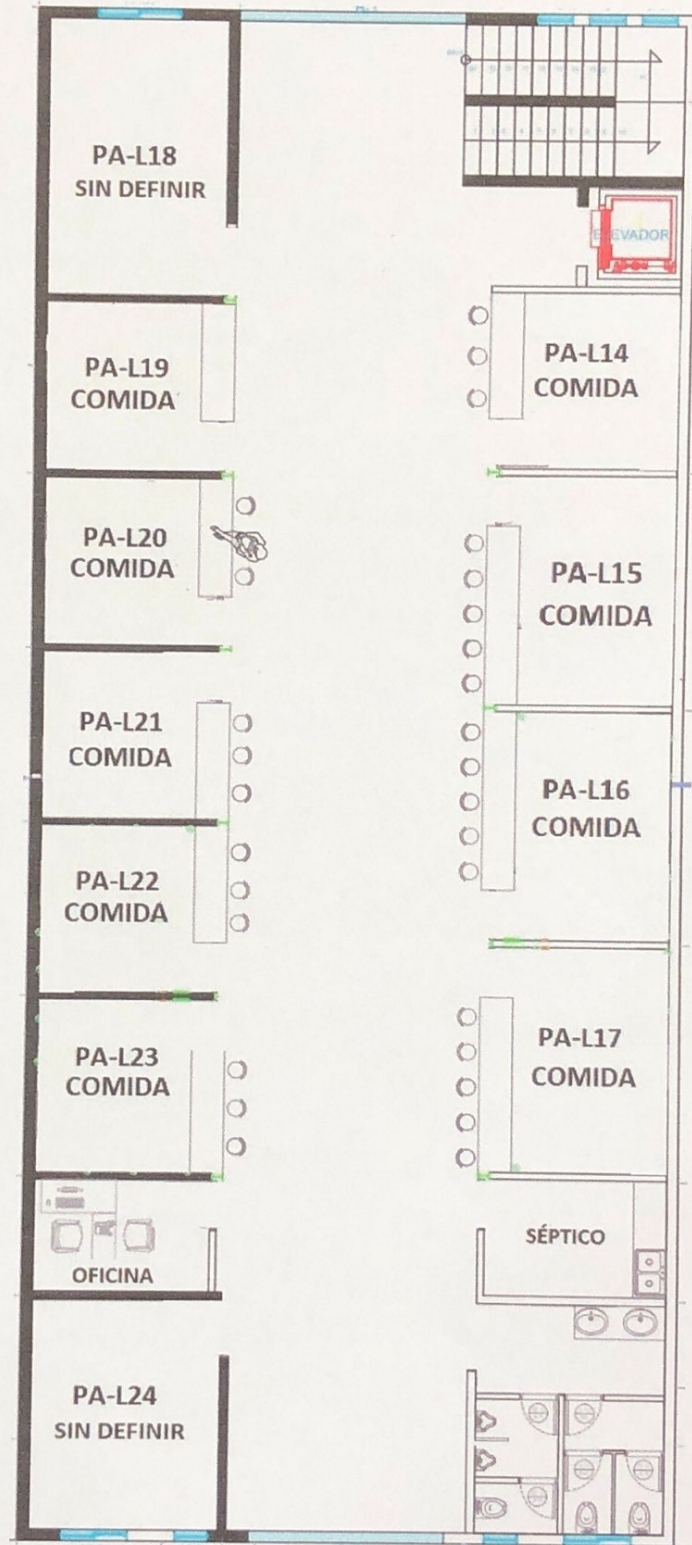 PA-L18
SIN DEFINIR
ELEVADOR
PA-L19
COMIDA
PA-L14
COMIDA
PA-L20
COMIDA
PA-L15
COMIDA
PA-L21
COMIDA
PA-L16
COMIDA
PA-L22
COMIDA
PA-L23
COMIDA
PA-L17
COMIDA
OFICINA
SÉPTICO
PA-L24
SIN DEFINIR